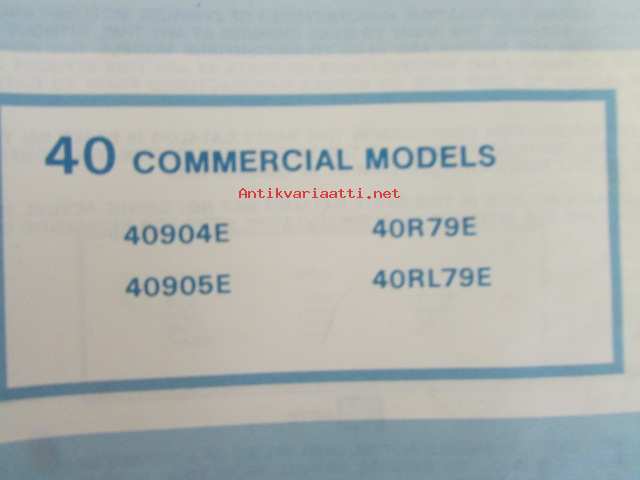 40 COMMERCIAL MODELS
Antikvariaatti.net
40904E 40R79E
40905E 40RL79E